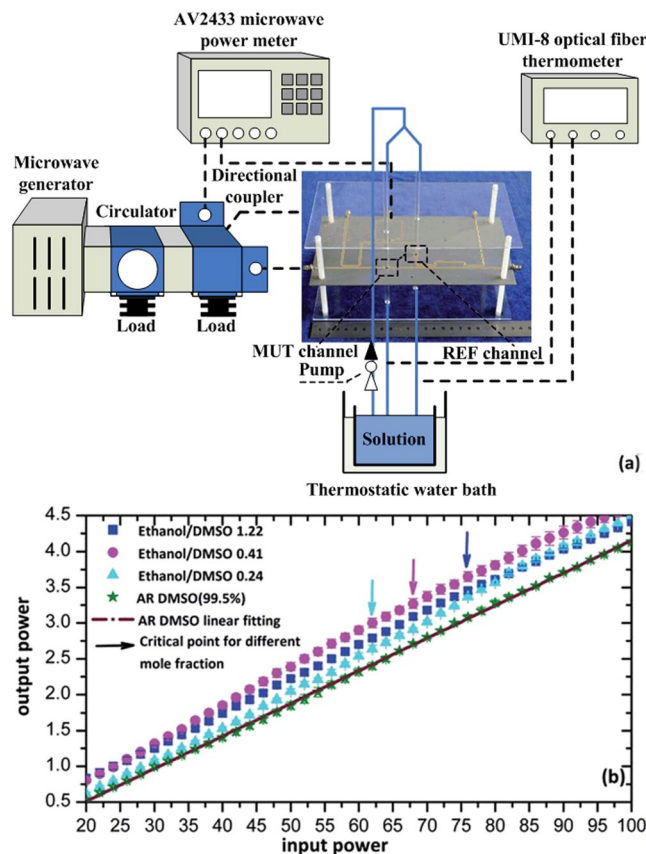 AV2433 microwave
power meter
UMI-8 optical fiber
thermometer
Microwave
generator
Circulator
Directional
coupler
Load
Load
MUT channel
REF channel
Pump
Solution
Thermostatic water bath
(a)
output power
4.5
4.0
3.5
3.0
2.5
2.0
1.5
1.0
0.5
Ethanol/DMSO 1.22
Ethanol/DMSO 0.41
Ethanol/DMSO 0.24
AR DMSO(99.5%)
AR DMSO linear fitting
Critical point for different
mole fraction
(b)
20 25 30 35 40 45 50 55 60 65 70 75 80 85 90 95 100
input power